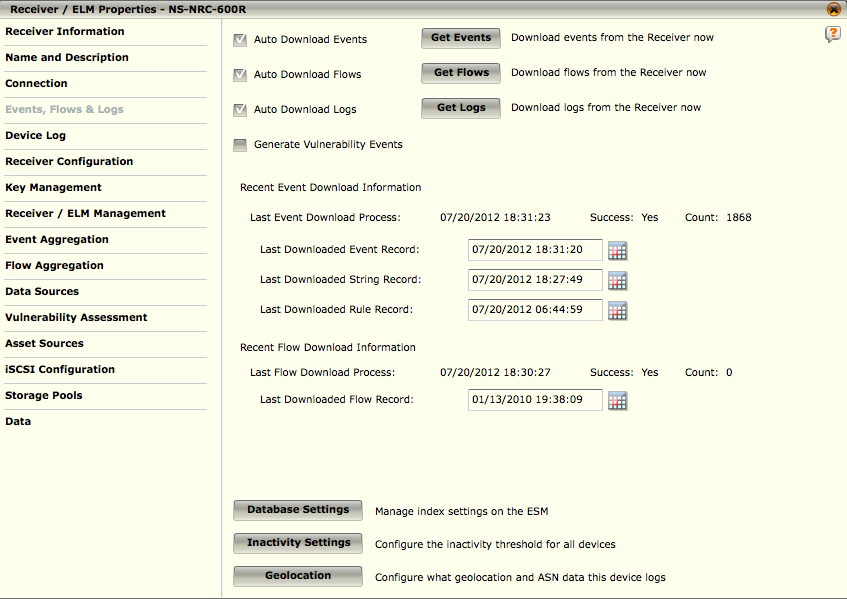 Receiver / ELM Properties - NS-NRC-600R
Receiver Information
Name and Description
Connection
Events, Flows & Logs
Device Log
Receiver Configuration
Key Management
Receiver / ELM Management
Event Aggregation
Flow Aggregation
Data Sources
Vulnerability Assessment
Asset Sources
iSCSI Configuration
Storage Pools
Data
Auto Download Events Get Events Download events from the Receiver now
Auto Download Flows Get Flows Download flows from the Receiver now
Auto Download Logs Get Logs Download logs from the Receiver now
Generate Vulnerability Events
Recent Event Download Information
Last Event Download Process: 07/20/2012 18:31:23 Success: Yes Count: 1868
Last Downloaded Event Record: 07/20/2012 18:31:20
Last Downloaded String Record: 07/20/2012 18:27:49
Last Downloaded Rule Record: 07/20/2012 06:44:59
Recent Flow Download Information
Last Flow Download Process: 07/20/2012 18:30:27 Success: Yes Count: 0
Last Downloaded Flow Record: 01/13/2010 19:38:09
Database Settings Manage index settings on the ESM
Inactivity Settings Configure the inactivity threshold for all devices
Geolocation Configure what geolocation and ASN data this device logs